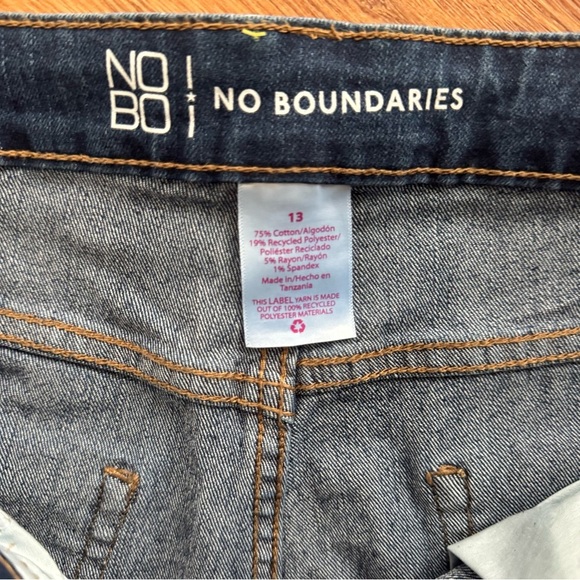 NO
BO
NO BOUNDARIES
13
75% Cotton/Algodón
19% Recycled Polyester/
Poliéster Reciclado
5% Rayon/Rayón
1% Spandex
Made in/Hecho en
Tanzania
THIS LABEL YARN IS MADE
OUT OF 100% RECYCLED
POLYESTER MATERIALS